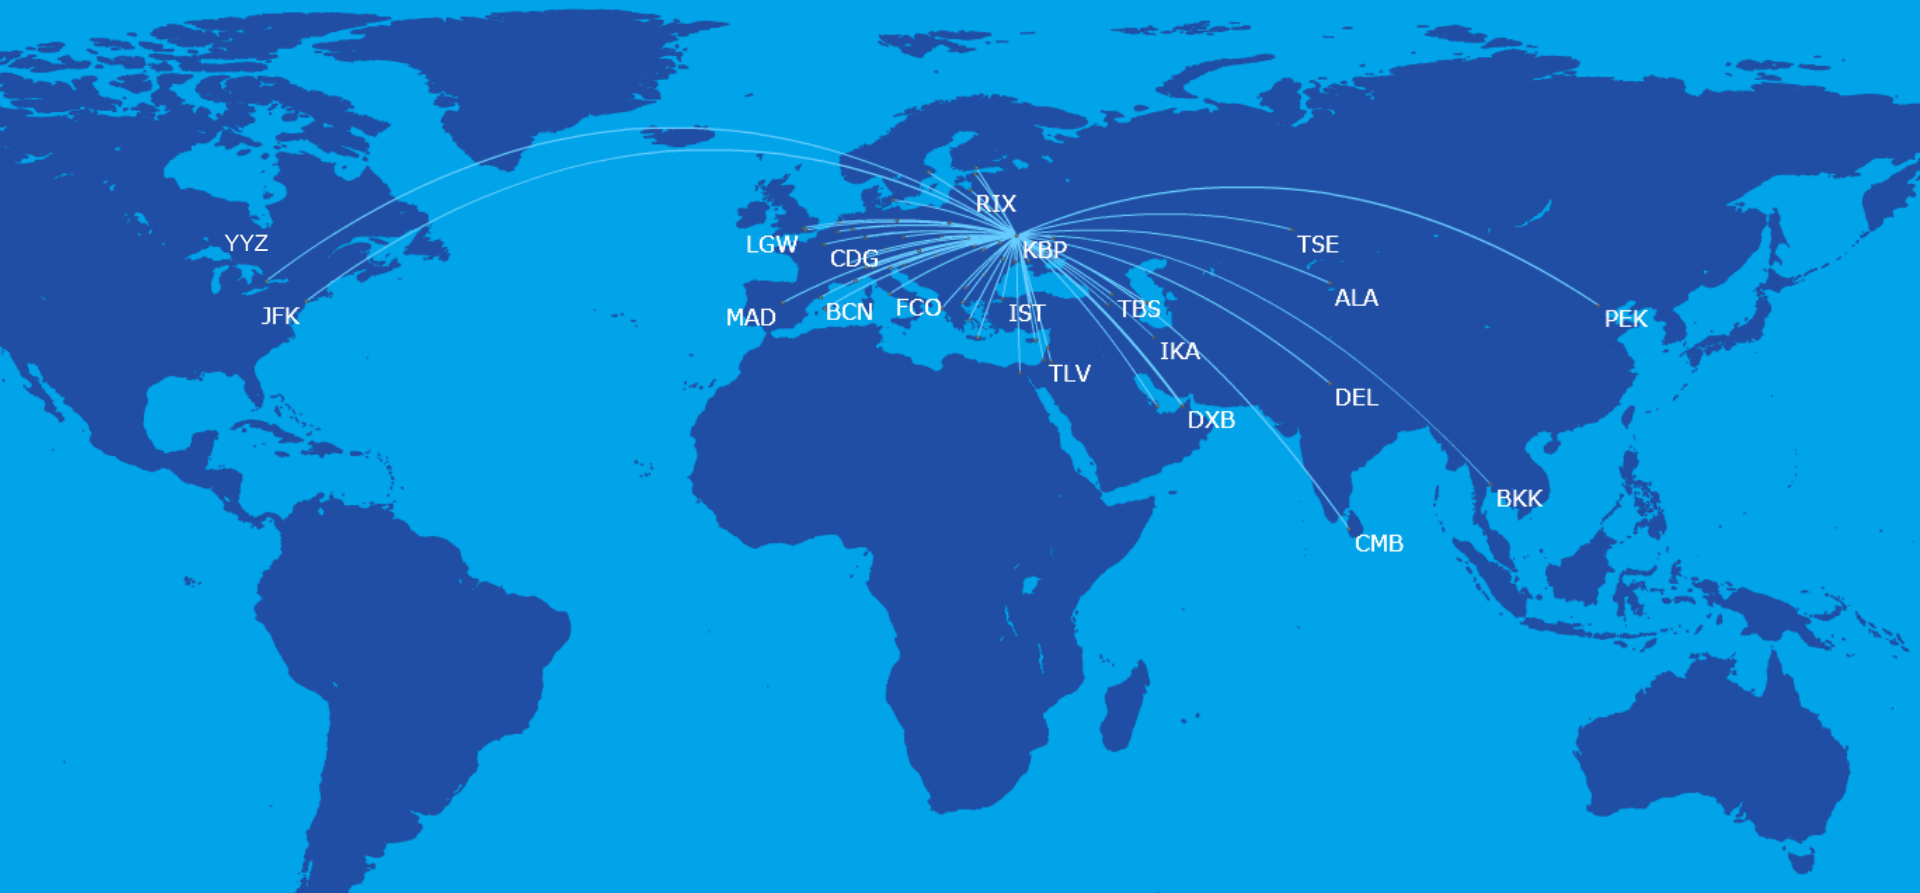 RIX
YYZ
LGW
TSE
KBP
CDG
ALA
FCO
TBS
BCN
IST
JFK
MAD
PEK
IKA
TLV
DEL
DXB
BKK
CMB